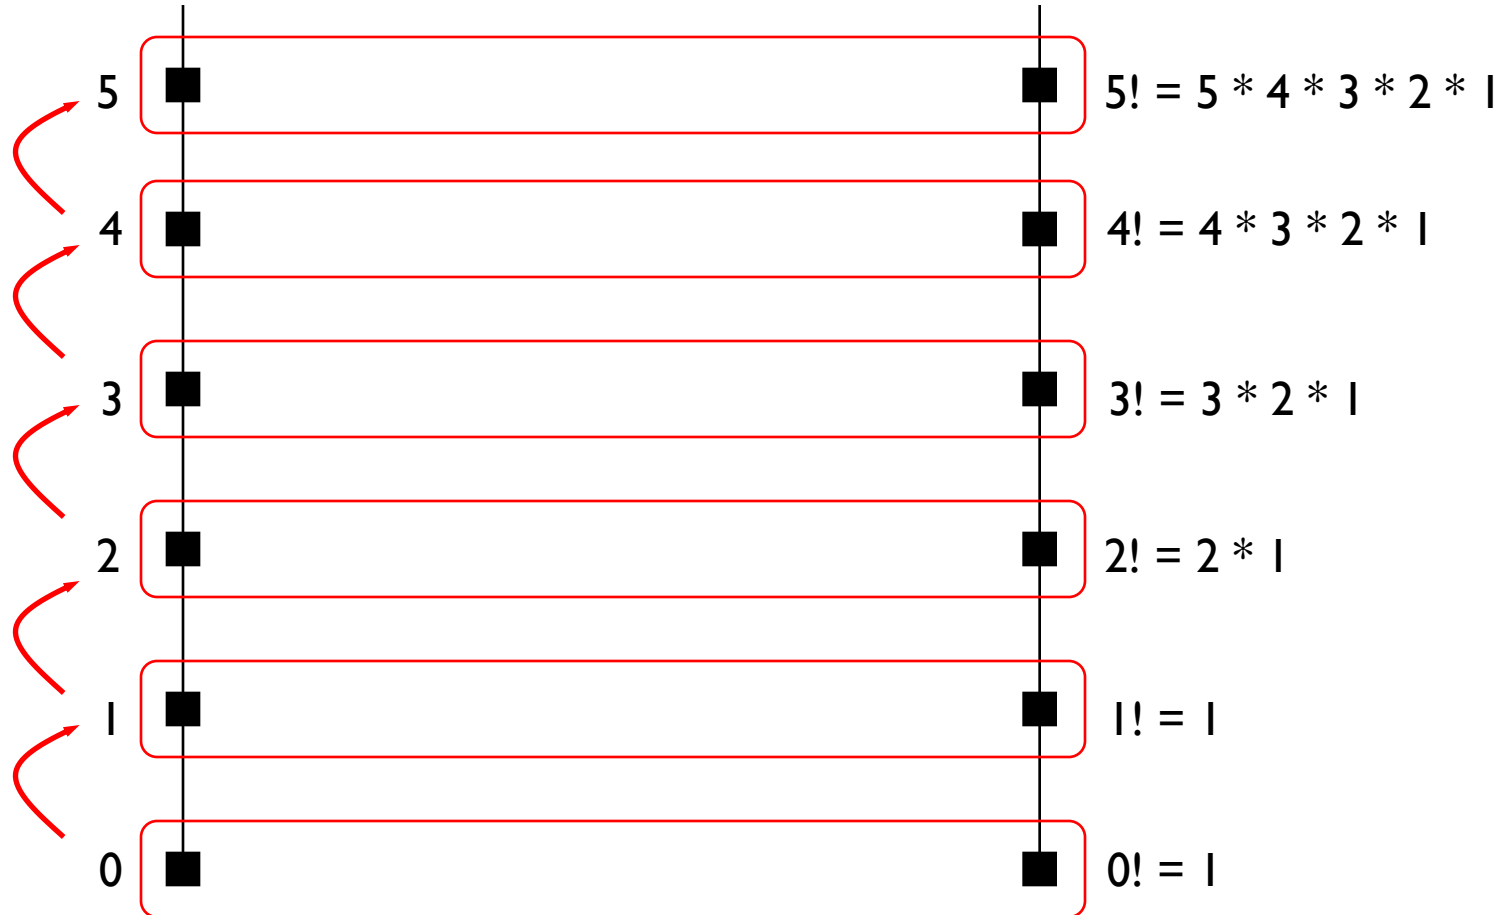 5 5! = 5 * 4 * 3 * 2 * 1
4 4! = 4 * 3 * 2 * 1
3 3! = 3 * 2 * 1
2 2! = 2 * 1
1 1! = 1
0 0! = 1